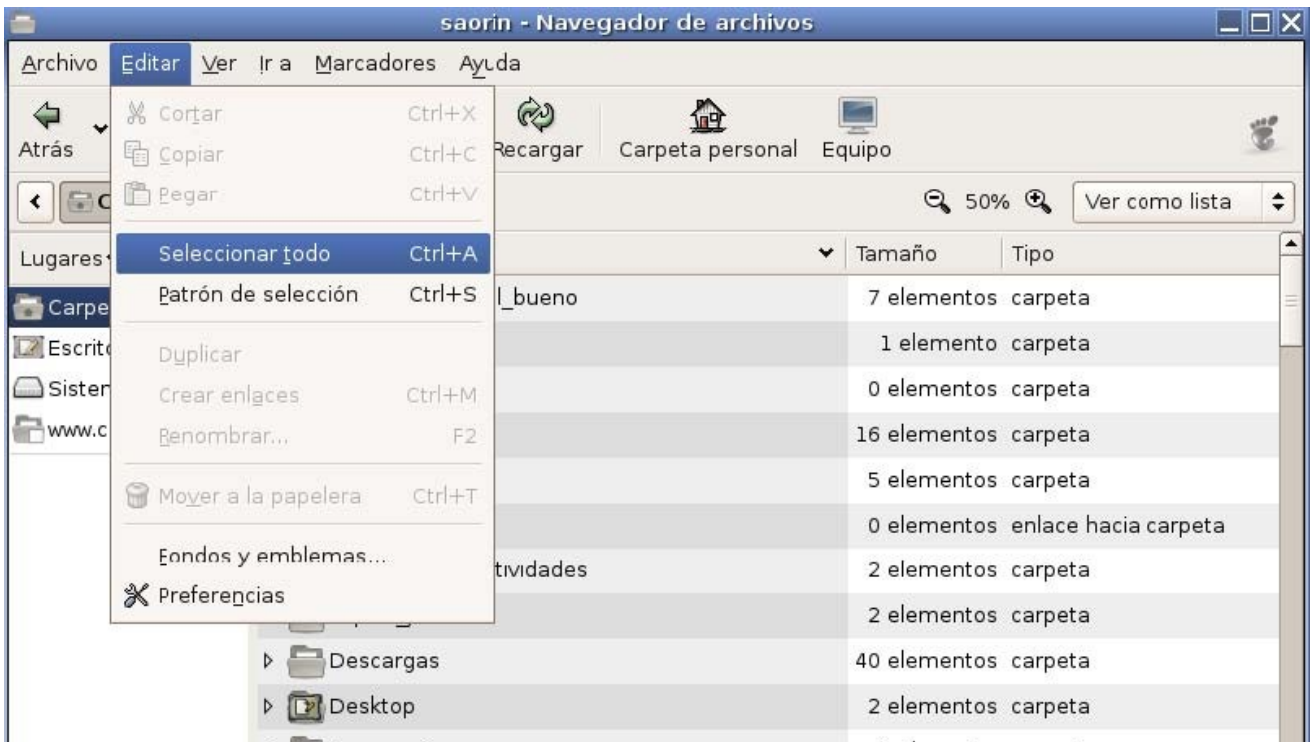 saorin - Navegador de archivos
Archivo Editar Ver Ir a Marcadores Ayuda
Atrás Recargar Carpeta personal Equipo
50% Ver como lista
Cortar Ctrl+X
Copiar Ctrl+C
Pegar Ctrl+V
Seleccionar todo Ctrl+A
Patrón de selección Ctrl+S
Duplicar
Crear enlaces Ctrl+M
Renombrar... F2
Mover a la papelera Ctrl+T
Fondos y emblemas...
Preferencias
Lugares
Carpe
Escrito
Sistem
www.c
Tamaño Tipo
l_bueno 7 elementos carpeta
1 elemento carpeta
0 elementos carpeta
16 elementos carpeta
5 elementos carpeta
0 elementos enlace hacia carpeta
tividades 2 elementos carpeta
2 elementos carpeta
Descargas 40 elementos carpeta
Desktop 2 elementos carpeta